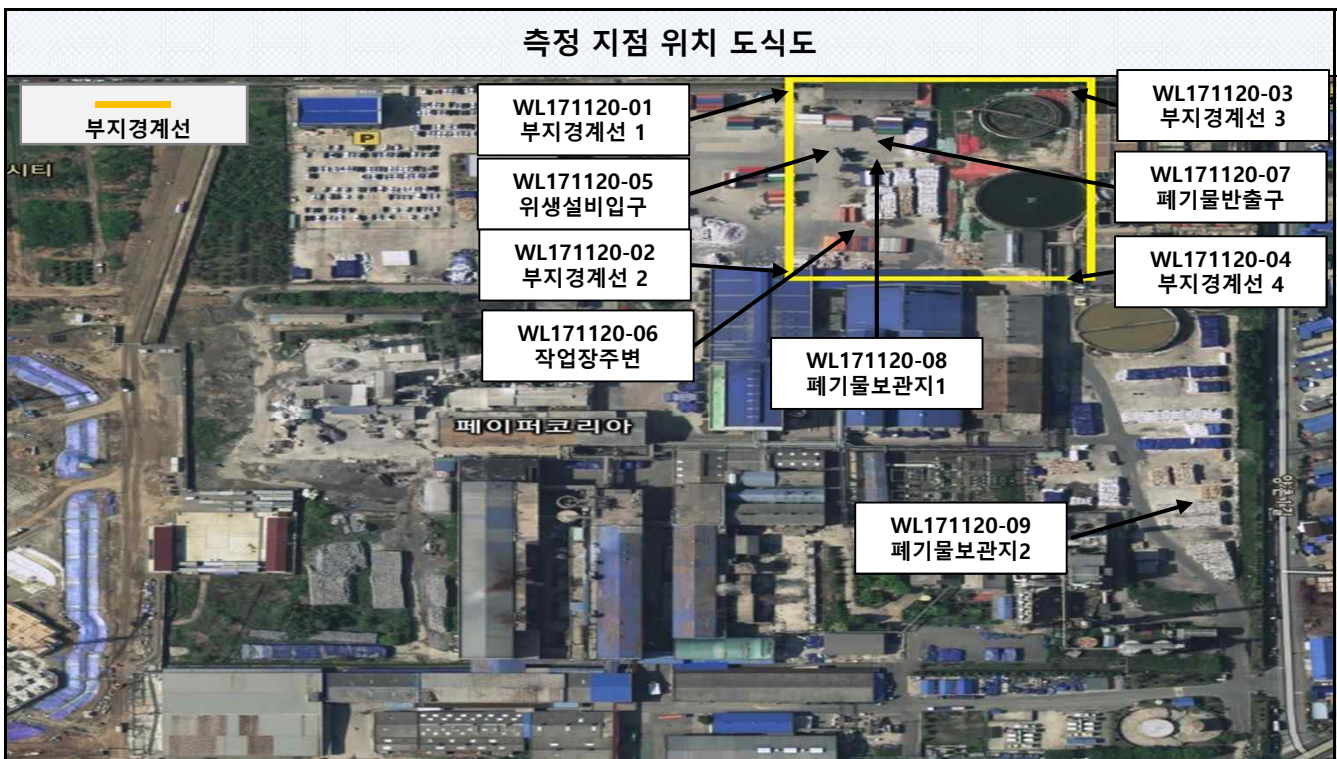 측정 지점 위치 도식도
부지경계선
P
시티
WL171120-01
부지경계선 1
WL171120-03
부지경계선 3
WL171120-05
위생설비입구
WL171120-07
폐기물반출구
WL171120-02
부지경계선 2
WL171120-04
부지경계선 4
WL171120-06
작업장주변
WL171120-08
폐기물보관지1
페이퍼코리아
WL171120-09
폐기물보관지2